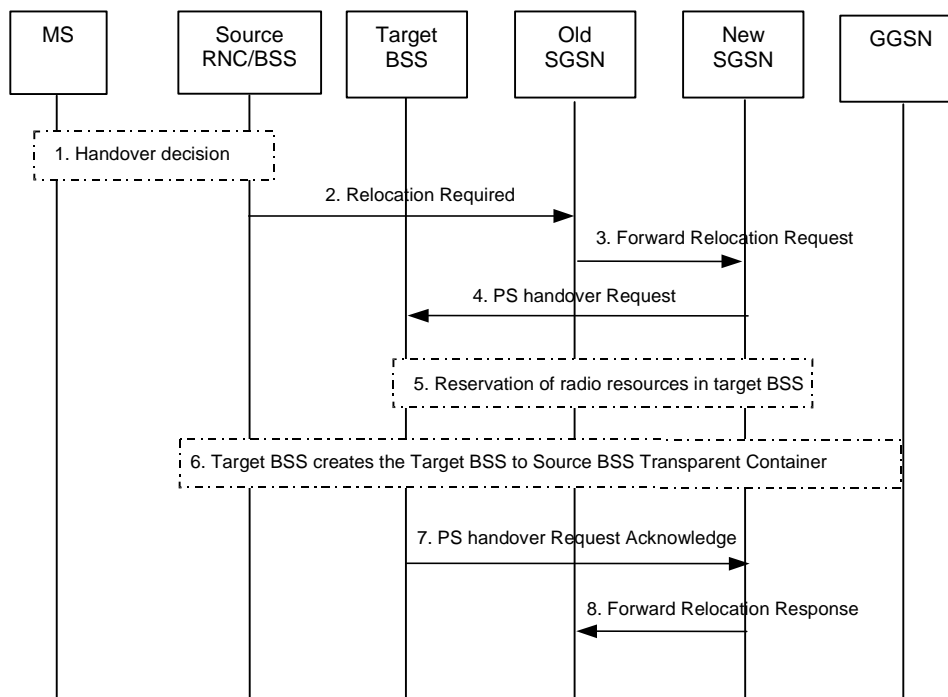 MS
Source
RNC/BSS
Target
BSS
Old
SGSN
New
SGSN
GGSN
1. Handover decision
2. Relocation Required
3. Forward Relocation Request
4. PS handover Request
5. Reservation of radio resources in target BSS
6. Target BSS creates the Target BSS to Source BSS Transparent Container
7. PS handover Request Acknowledge
8. Forward Relocation Response